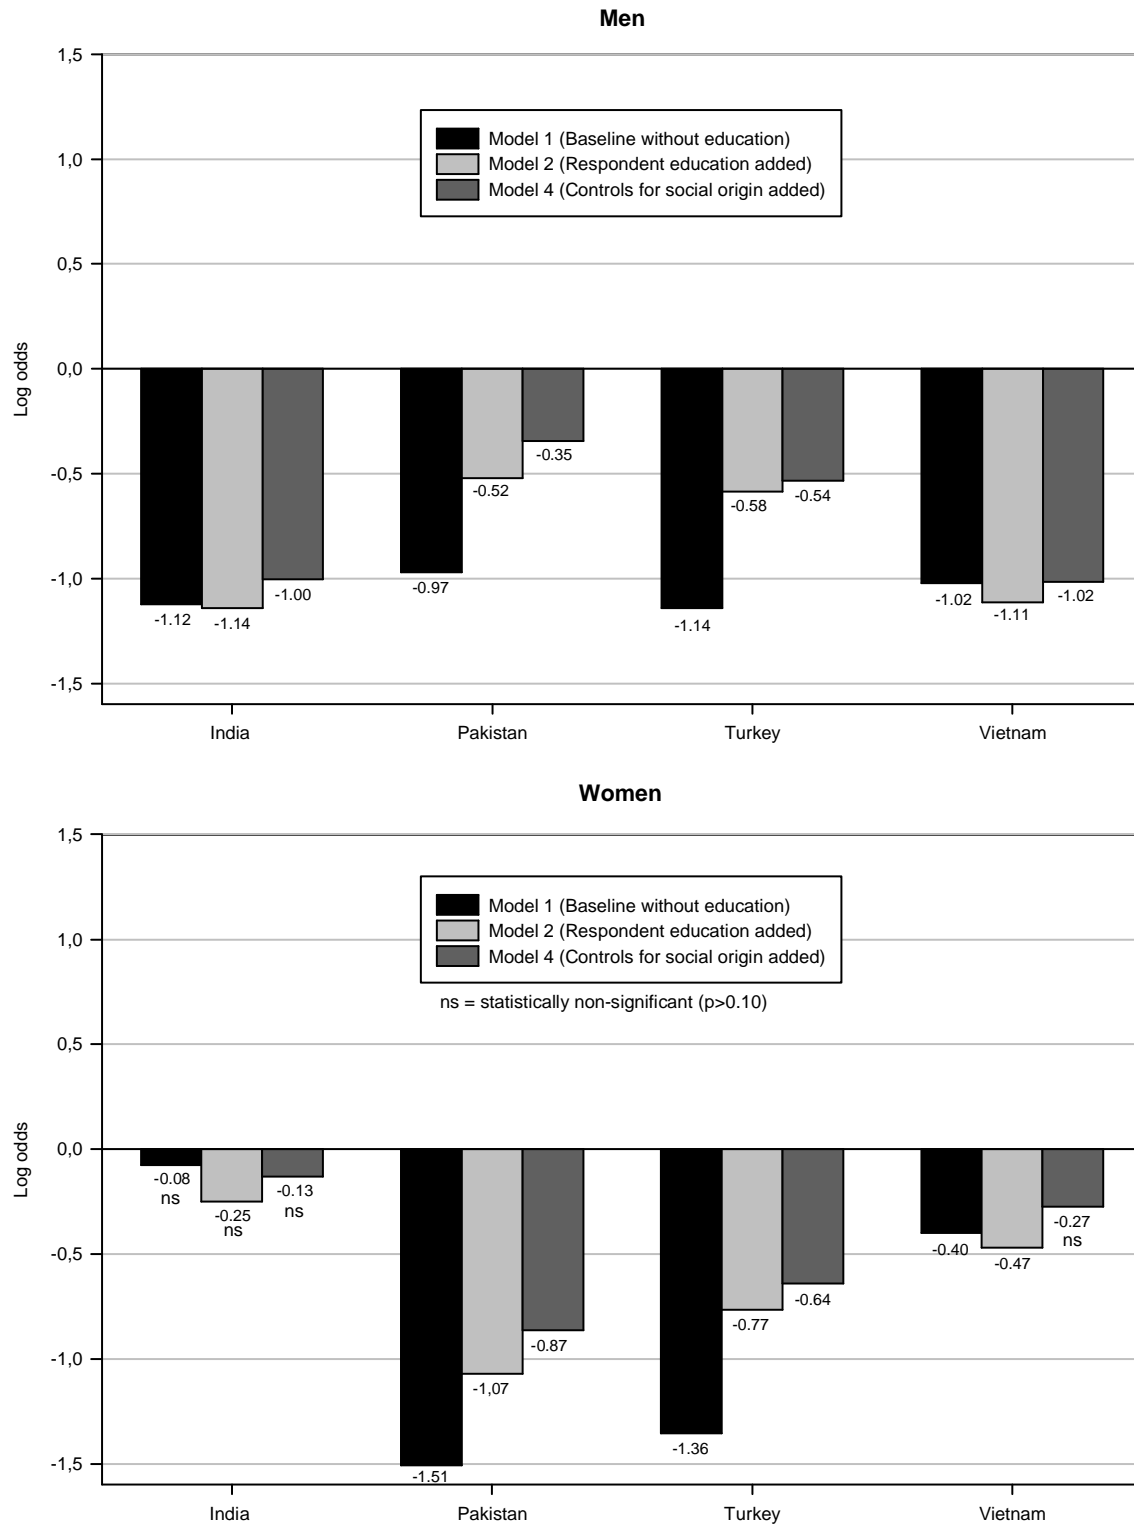 Men
1,5
Model 1 (Baseline without education)
1,0
Model 2 (Respondent education added)
Model 4 (Controls for social origin added)
0,5
Log odds
0,0
-0.35
-0,5
-0.52
-0.58
-0.54
-1,0
-0.97
-1.12
-1.14
-1.00
-1.14
-1.02
-1.11
-1.02
-1,5
India
Pakistan
Turkey
Vietnam
Women
1,5
Model 1 (Baseline without education)
1,0
Model 2 (Respondent education added)
Model 4 (Controls for social origin added)
ns = statistically non-significant (p>0.10)
0,5
Log odds
0,0
-0.08
ns
-0.25
ns
-0.13
ns
-0.27
ns
-0,5
-0.40
-0.47
-0.77
-0.64
-0.87
-1,0
-1,07
-1.36
-1,5
-1.51
India
Pakistan
Turkey
Vietnam